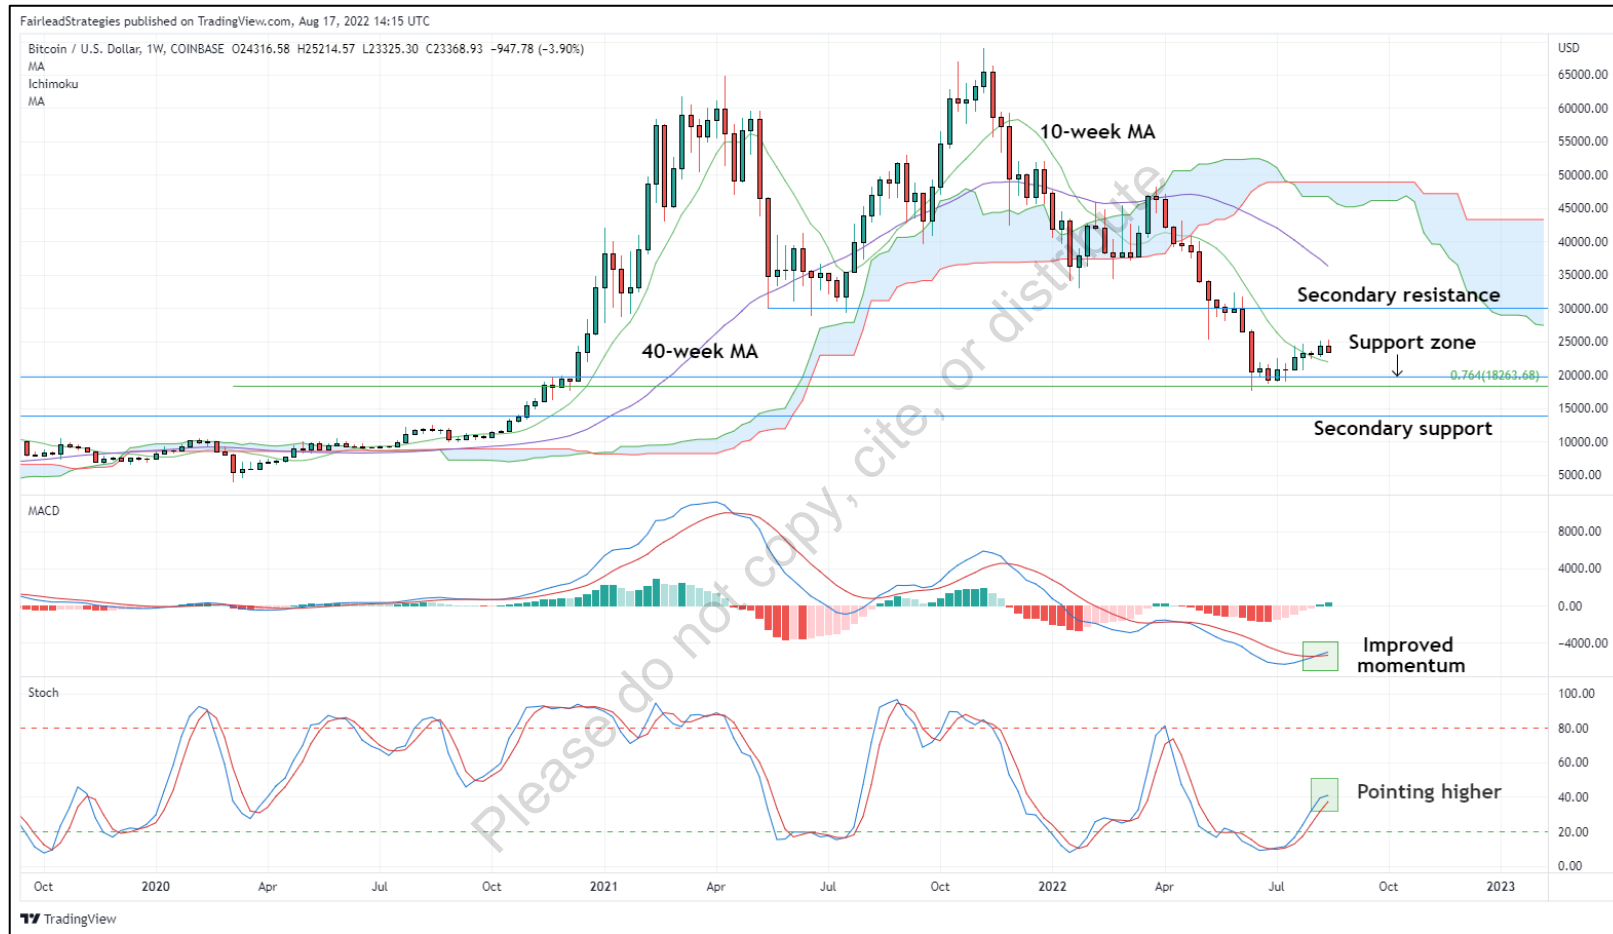 FairleadStrategies published on TradingView.com, Aug 17, 2022 14:15 UTC
Bitcoin / U.S. Dollar, 1W, COINBASE O24316.58 H25214.57 L23325.30 C23368.93 −947.78 (−3.90%)
MA
Ichimoku
MA
USD
65000.00
60000.00
55000.00
50000.00
45000.00
40000.00
35000.00
30000.00
25000.00
20000.00
15000.00
10000.00
5000.00
10-week MA
40-week MA
Secondary resistance
Support zone
0.764(18263.68)
Secondary support
Please do not copy, cite, or distribute
MACD
8000.00
4000.00
0.00
−4000.00
Improved
momentum
Stoch
100.00
80.00
60.00
40.00
20.00
0.00
Pointing higher
Oct 2020 Apr Jul Oct 2021 Apr Jul Oct 2022 Apr Jul Oct 2023
TradingView